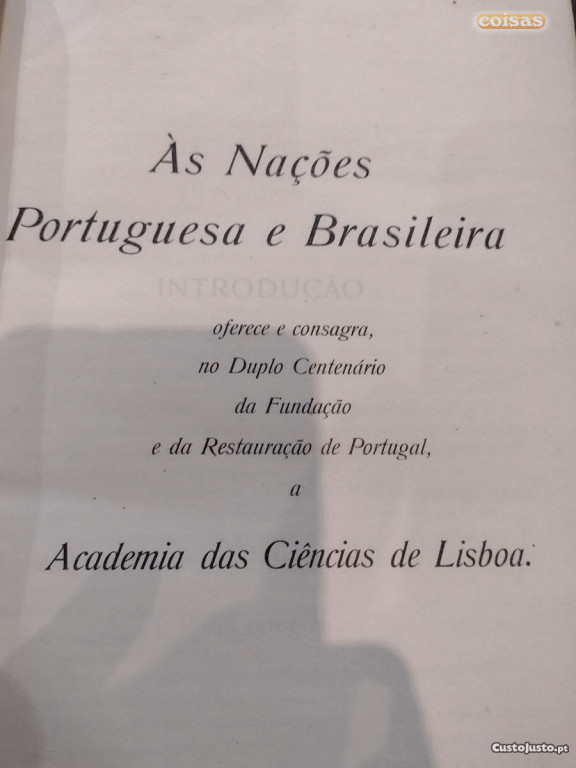 coisas
Às Nações
Portuguesa e Brasileira
INTRODUÇÃO
oferece e consagra,
no Duplo Centenário
da Fundação
e da Restauração de Portugal,
a
Academia das Ciências de Lisboa.
CustoJusto.pt